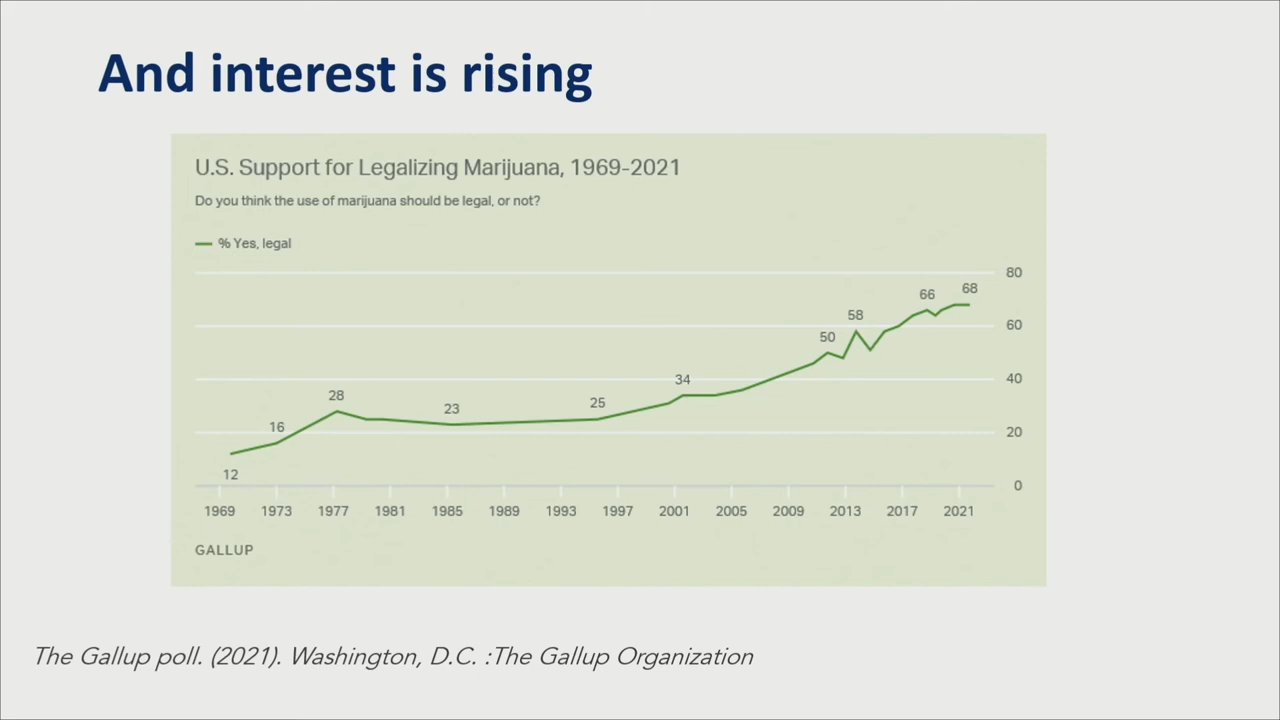 And interest is rising
U.S. Support for Legalizing Marijuana, 1969-2021
Do you think the use of marijuana should be legal, or not?
% Yes, legal
80
68
66
58
60
50
40
34
28
25
23
16
20
12
0
1969 1973 1977 1981 1985 1989 1993 1997 2001 2005 2009 2013 2017 2021
GALLUP
The Gallup poll. (2021). Washington, D.C. :The Gallup Organization